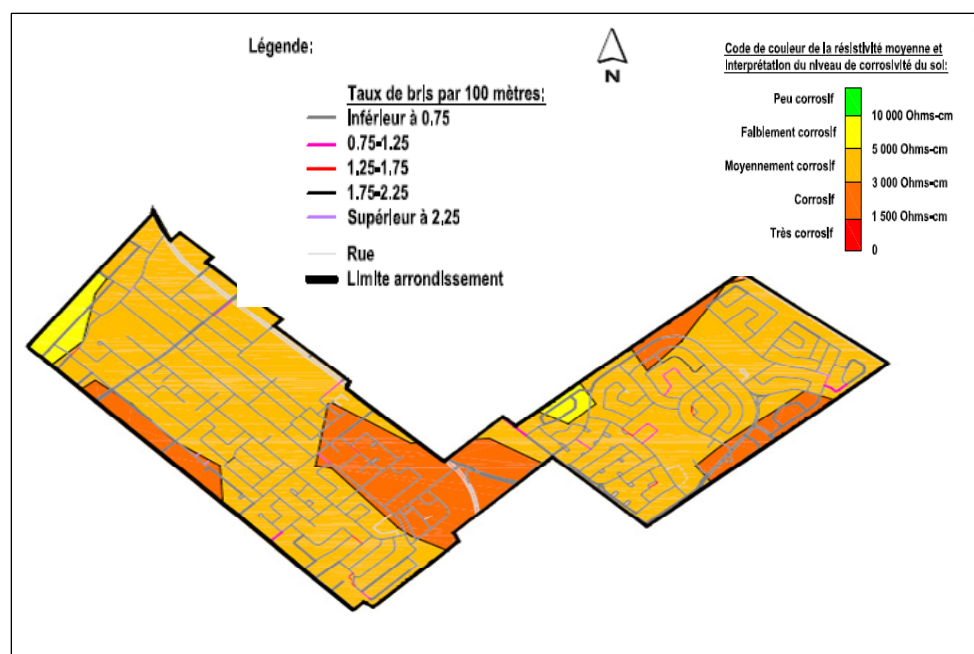 Légende:
N
Taux de bris par 100 mètres:
Inférieur à 0,75
0.75-1.25
1.25-1.75
1.75-2.25
Supérieur à 2,25
Rue
Limite arrondissement
Code de couleur de la résistivité moyenne et
Interprétation du niveau de corrosivité du sol:
Peu corrosif
10 000 Ohms-cm
Faiblement corrosif
5 000 Ohms-cm
Moyennement corrosif
3 000 Ohms-cm
Corrosif
1 500 Ohms-cm
Très corrosif
0